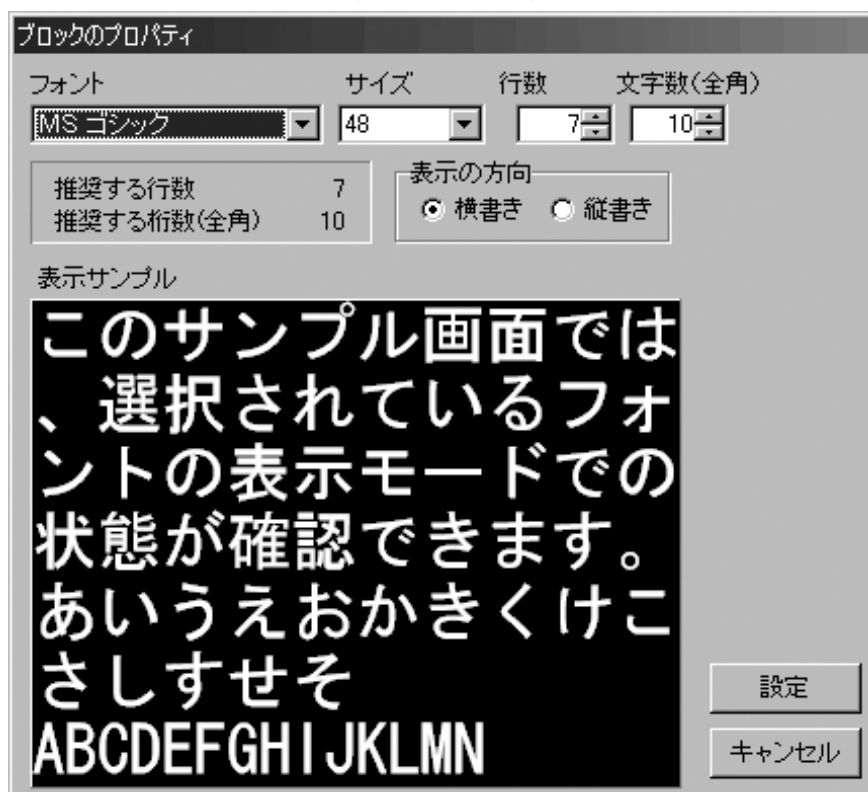 ブロックのプロパティ
フォント サイズ 行数 文字数(全角)
MS ゴシック 48 7 10
推奨する行数 7
推奨する桁数(全角) 10
表示の方向
横書き 縦書き
表示サンプル
このサンプル画面では
、選択されているフォ
ントの表示モードでの
状態が確認できます。
あいうえおかきくけこ
さしすせそ
ABCDEFGHIJKLMN
設定
キャンセル